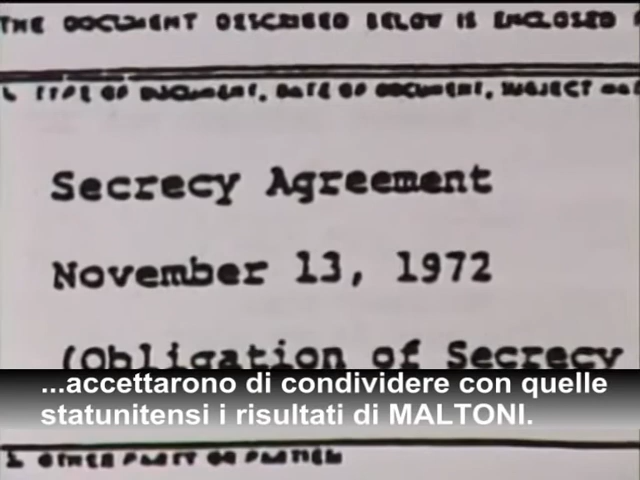 THE DOCUMENT DESCRIBED BELOW IS ENCLOSED
1. TYPE OF DOCUMENT, DATE OF DOCUMENT, SUBJECT
Secrecy Agreement
November 13, 1972
(Obligation of Secrecy
...accettarono di condividere con quelle
statunitensi i risultati di MALTONI.
OTHER PARTY OR PARTIES